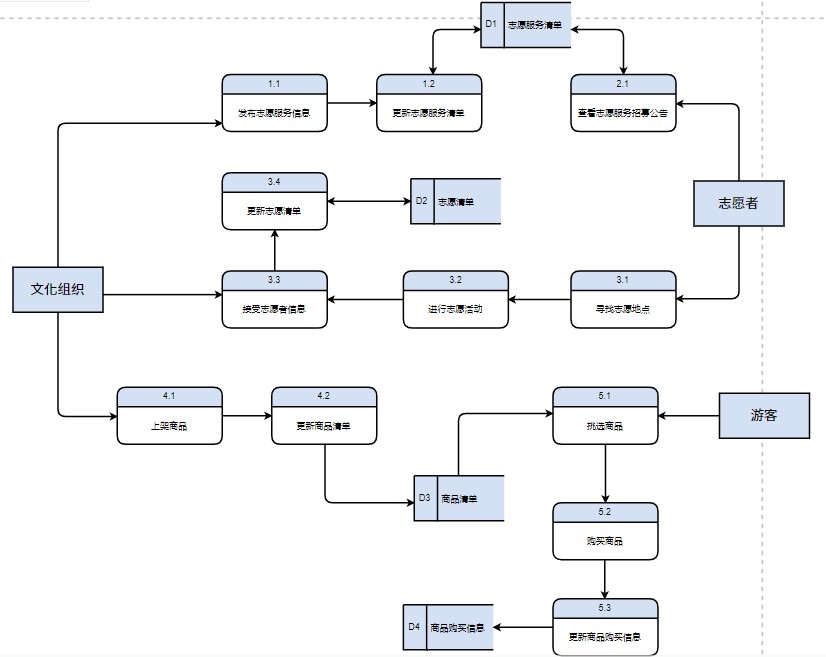 D1
志愿服务清单
1.1
发布志愿服务信息
1.2
更新志愿服务清单
2.1
查看志愿服务招募公告
3.4
更新志愿清单
D2
志愿清单
志愿者
文化组织
3.3
接受志愿者信息
3.2
进行志愿活动
3.1
寻找志愿地点
4.1
上架商品
4.2
更新商品清单
5.1
挑选商品
游客
D3
商品清单
5.2
购买商品
D4
商品购买信息
5.3
更新商品购买信息